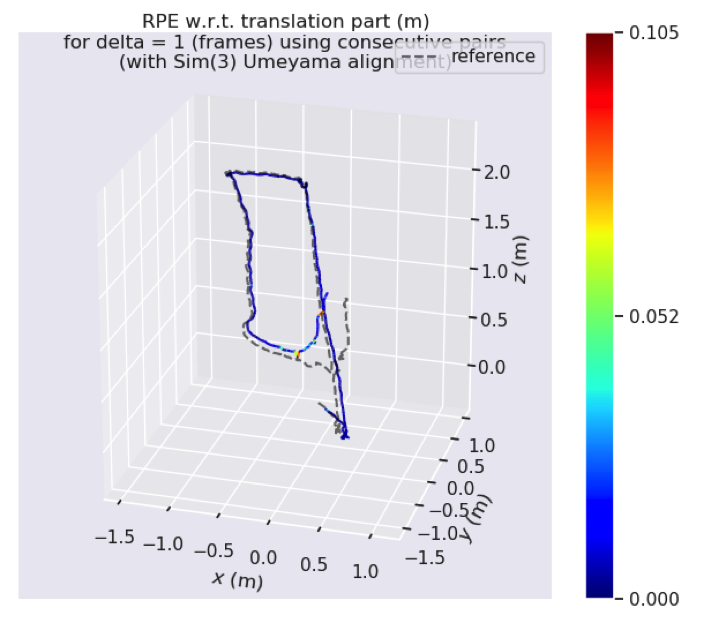 RPE w.r.t. translation part (m)
for delta = 1 (frames) using consecutive pairs
(with Sim(3) Umeyama alignment)
reference
0.105
2.0
1.5
1.0
0.5
0.0
z (m)
0.052
1.0
0.5
0.0
−0.5
−1.0
−1.5
y (m)
−1.5
−1.0
−0.5
0.0
0.5
1.0
x (m)
0.000